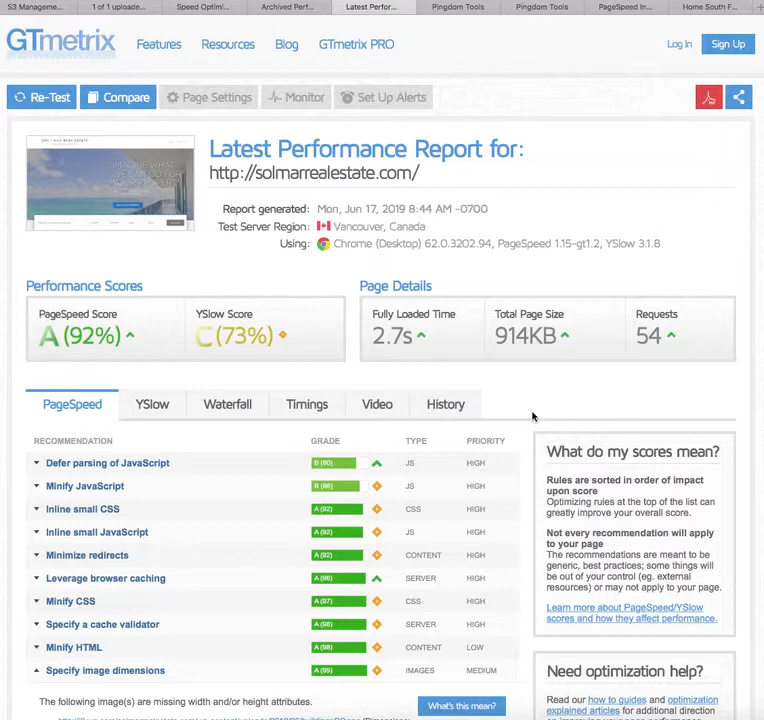 S3 Manageme...
1 of 1 uploade...
Speed Optimi...
Archived Perf...
Latest Perfor...
Pingdom Tools
Pingdom Tools
PageSpeed In...
Home South F...
GTmetrix
Features
Resources
Blog
GTmetrix PRO
Log In
Sign Up
Re-Test
Compare
Page Settings
Monitor
Set Up Alerts
Latest Performance Report for:
http://solmarrealestate.com/
Report generated: Mon, Jun 17, 2019 8:44 AM -0700
Test Server Region: Vancouver, Canada
Using: Chrome (Desktop) 62.0.3202.94, PageSpeed 1.15-gt1.2, YSlow 3.1.8
Performance Scores
PageSpeed Score
A (92%)
YSlow Score
C (73%)
Page Details
Fully Loaded Time
2.7s
Total Page Size
914KB
Requests
54
PageSpeed
YSlow
Waterfall
Timings
Video
History
RECOMMENDATION GRADE TYPE PRIORITY
Defer parsing of JavaScript B (80) JS HIGH
Minify JavaScript B (86) JS HIGH
Inline small CSS A (92) CSS HIGH
Inline small JavaScript A (92) JS HIGH
Minimize redirects A (92) CONTENT HIGH
Leverage browser caching A (96) SERVER HIGH
Minify CSS A (97) CSS HIGH
Specify a cache validator A (98) SERVER HIGH
Minify HTML A (98) CONTENT LOW
Specify image dimensions A (99) IMAGES MEDIUM
The following image(s) are missing width and/or height attributes.
What's this mean?
What do my scores mean?
Rules are sorted in order of impact
upon score
Optimizing rules at the top of the list can
greatly improve your overall score.
Not every recommendation will apply
to your page
The recommendations are meant to be
generic, best practices; some things will
be out of your control (eg. external
resources) or may not apply to your page.
Learn more about PageSpeed/YSlow
scores and how they affect performance.
Need optimization help?
Read our how to guides and optimization
explained articles for additional direction